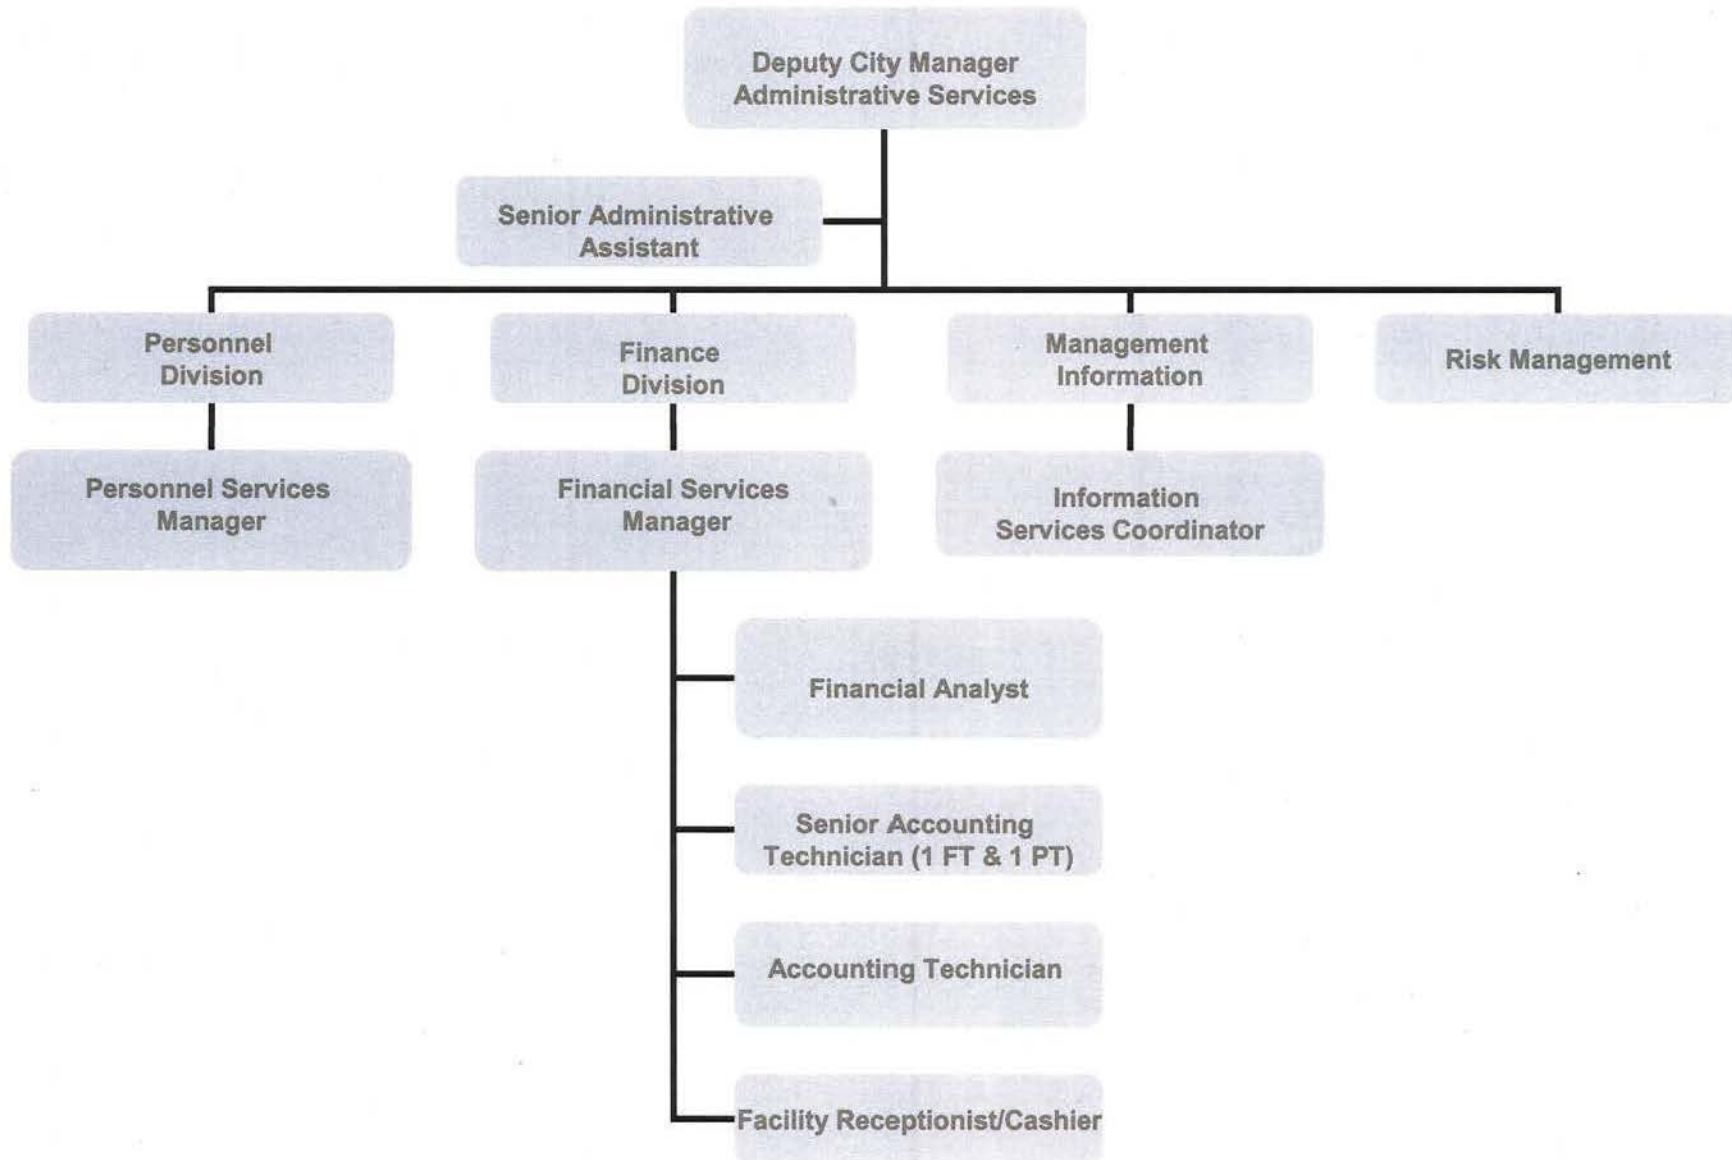 Deputy City Manager
Administrative Services
Senior Administrative
Assistant
Personnel
Division
Finance
Division
Management
Information
Risk Management
Personnel Services
Manager
Financial Services
Manager
Information
Services Coordinator
Financial Analyst
Senior Accounting
Technician (1 FT & 1 PT)
Accounting Technician
Facility Receptionist/Cashier